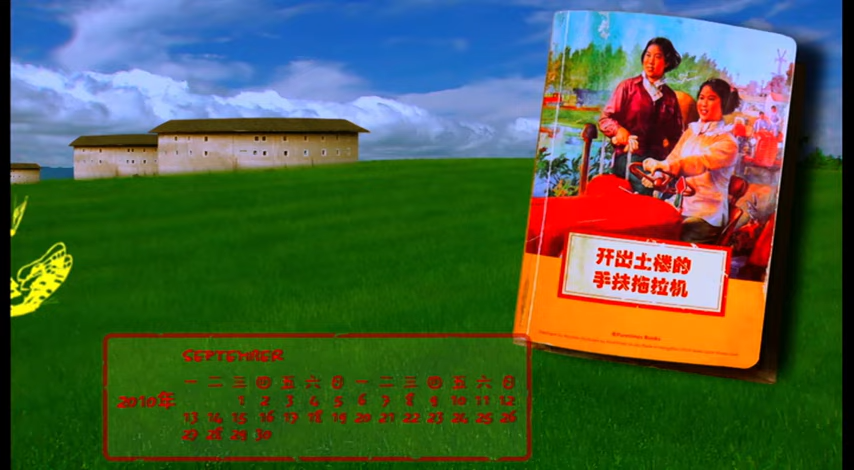 开出土楼的
手扶拖拉机
SEPTEMBER
一 二 三 四 五 六 日 一 二 三 四 五 六 日
2010年
1 2 3 4 5 6 7 8 9 10 11 12
13 14 15 16 17 18 19 20 21 22 23 24 25 26
27 28 29 30